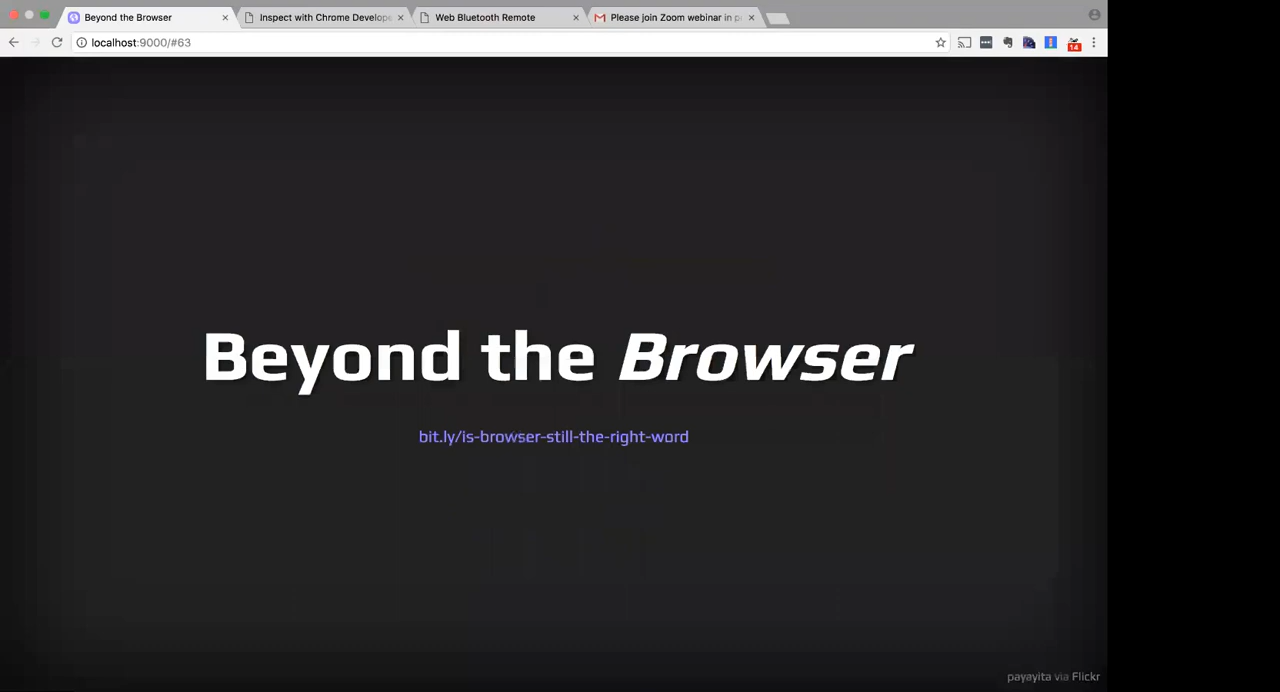 Beyond the Browser
Inspect with Chrome Develope
Web Bluetooth Remote
Please join Zoom webinar in p
localhost:9000/#63
14
Beyond the Browser
bit.ly/is-browser-still-the-right-word
payayita via Flickr